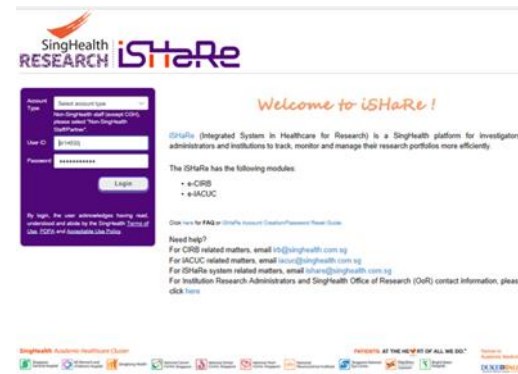 SingHealth
RESEARCH
iSHaRe
Account Type
Select account type
Non-SingHealth staff (except CGH),
please select "Non-SingHealth
Staff/Partner".
User ID
Password
Login
By login, the user acknowledges having read,
understood and abide by the SingHealth Terms of
Use, PDPA and Acceptable Use Policy.
Welcome to iSHaRe !
iSHaRe (Integrated System in Healthcare for Research) is a SingHealth platform for investigators
administrators and institutions to track, monitor and manage their research portfolios more efficiently.
The iSHaRe has the following modules:
• e-CIRB
• e-IACUC
Click here for FAQ or iSHaRe Account Creation/Password Reset Guide.
Need help?
For CIRB related matters, email irb@singhealth.com.sg
For IACUC related matters, email iacuc@singhealth.com.sg
For iSHaRe system related matters, email ishare@singhealth.com.sg
For Institution Research Administrators and SingHealth Office of Research (OoR) contact information, pleas
click here
SingHealth Academic Healthcare Cluster
PATIENTS. AT THE HE♥RT OF ALL WE DO.